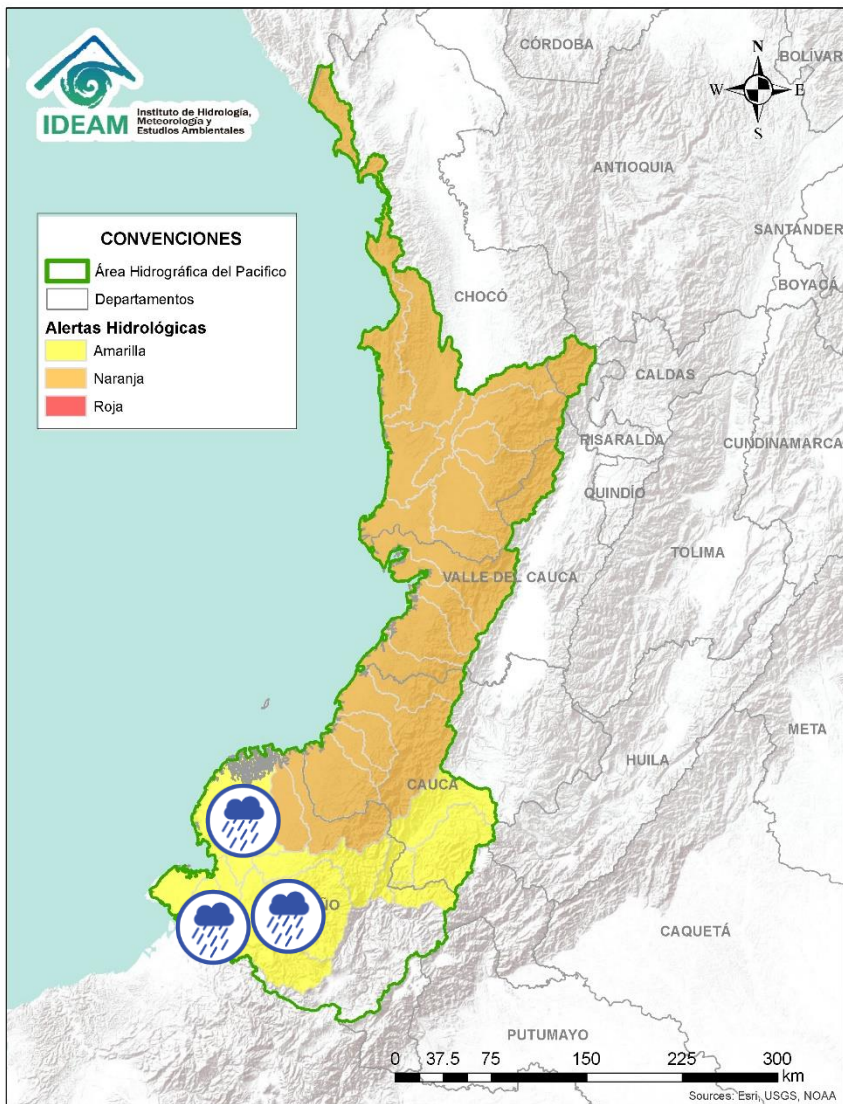 IDEAM
Instituto de Hidrología,
Meteorología y
Estudios Ambientales
CÓRDOBA
BOLÍVAR
N
W
E
S
ANTIOQUIA
SANTANDER
BOYACÁ
CONVENCIONES
Área Hidrográfica del Pacifico
Departamentos
Alertas Hidrológicas
Amarilla
Naranja
Roja
CHOCÓ
CALDAS
RISARALDA
CUNDINAMARCA
QUINDÍO
TOLIMA
VALLE DEL CAUCA
META
HUILA
CAUCA
CAQUETÁ
PUTUMAYO
0 37.5 75 150 225 300
km
Sources: Esri, USGS, NOAA